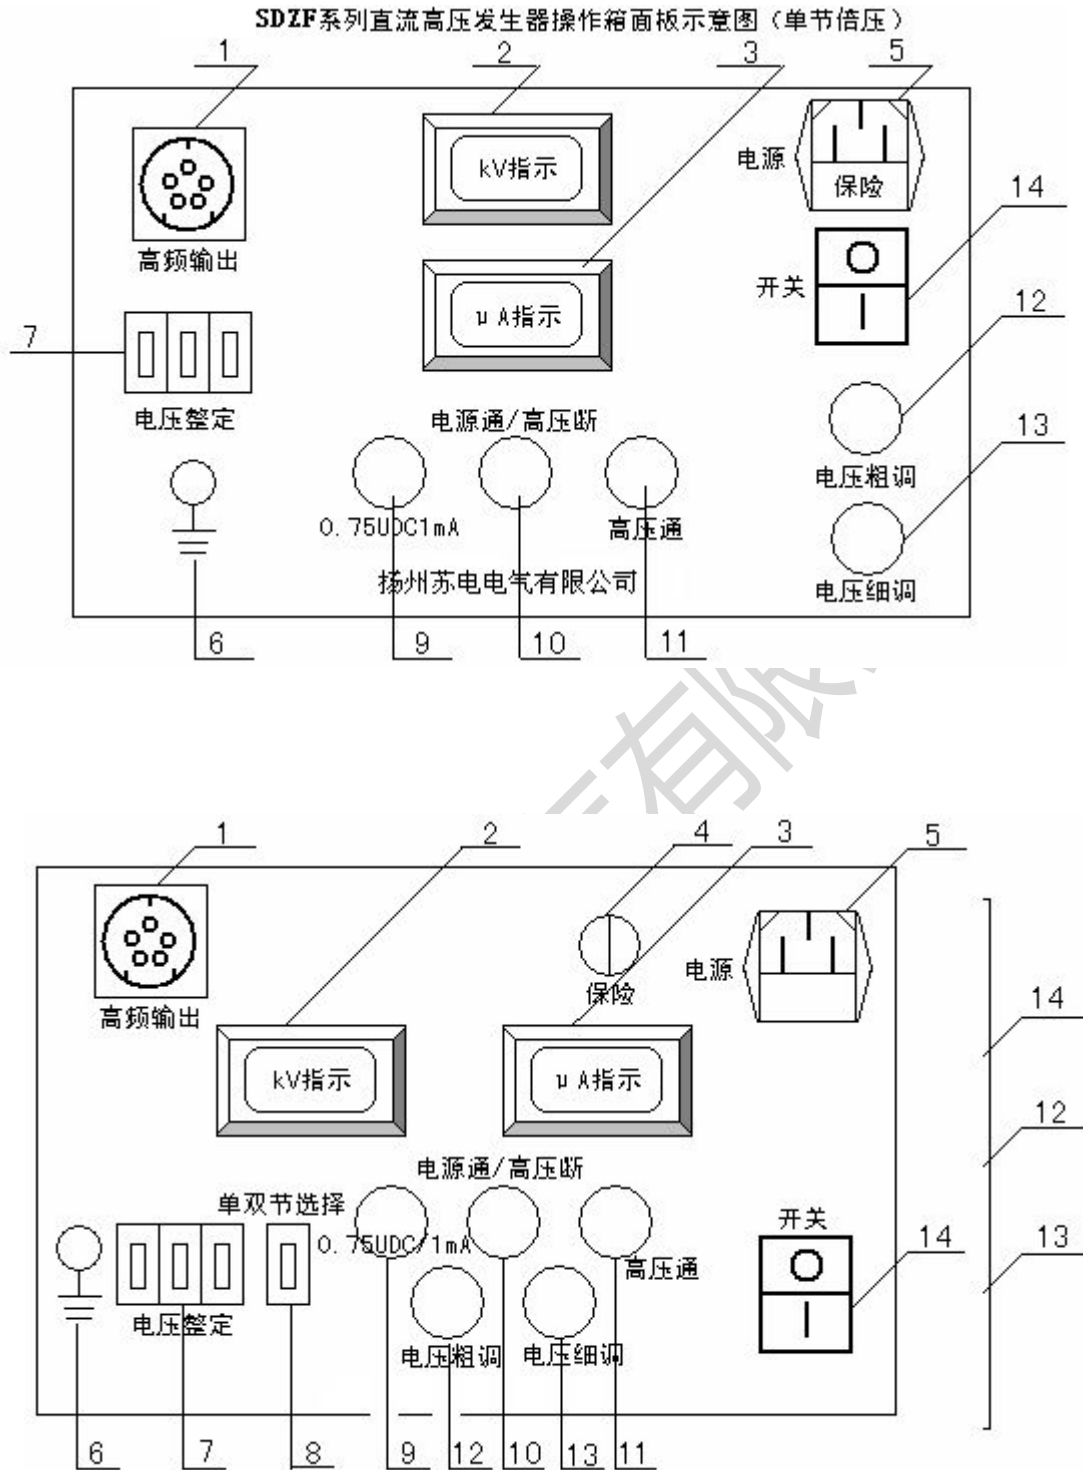 SDZF系列直流高压发生器操作箱面板示意图（单节倍压）
1
2
3
5
kV指示
电源
保险
14
高频输出
开关
μA指示
12
7
电压整定
电源通/高压断
13
电压粗调
0.75UDC1mA
高压通
扬州苏电电气有限公司
电压细调
6
9
10
11
有限
1
2
4
3
5
电源
保险
高频输出
14
kV指示
μA指示
12
电源通/高压断
单双节选择
开关
0.75UDC/1mA
高压通
14
13
电压整定
电压粗调
电压细调
6
7
8
9
12
10
13
11